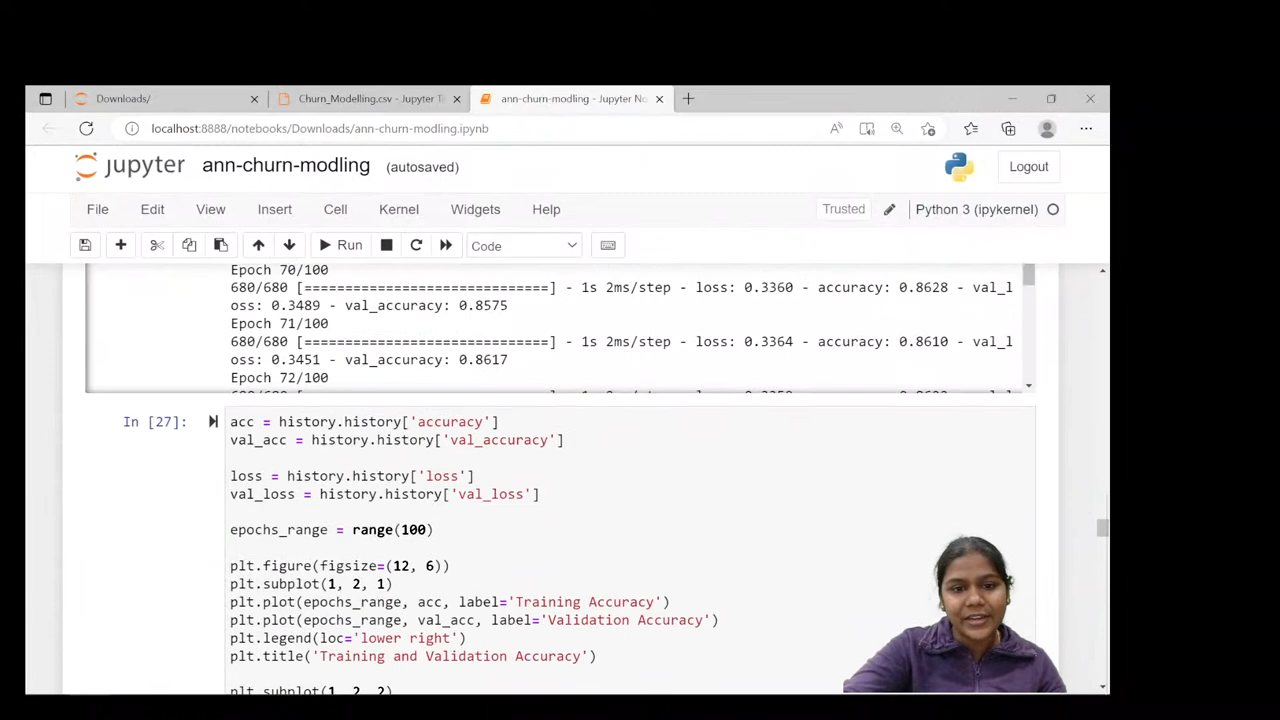 Downloads/
Churn_Modelling.csv - Jupyter T
ann-churn-modling - Jupyter No
localhost:8888/notebooks/Downloads/ann-churn-modling.ipynb
jupyter ann-churn-modling (autosaved)
Logout
File Edit View Insert Cell Kernel Widgets Help
Trusted
Python 3 (ipykernel)
Run
Code
Epoch 70/100
680/680 [==============================] - 1s 2ms/step - loss: 0.3360 - accuracy: 0.8628 - val_l
oss: 0.3489 - val_accuracy: 0.8575
Epoch 71/100
680/680 [==============================] - 1s 2ms/step - loss: 0.3364 - accuracy: 0.8610 - val_l
oss: 0.3451 - val_accuracy: 0.8617
Epoch 72/100
In [27]:
acc = history.history['accuracy']
val_acc = history.history['val_accuracy']
loss = history.history['loss']
val_loss = history.history['val_loss']
epochs_range = range(100)
plt.figure(figsize=(12, 6))
plt.subplot(1, 2, 1)
plt.plot(epochs_range, acc, label='Training Accuracy')
plt.plot(epochs_range, val_acc, label='Validation Accuracy')
plt.legend(loc='lower right')
plt.title('Training and Validation Accuracy')
plt.subplot(1, 2, 2)